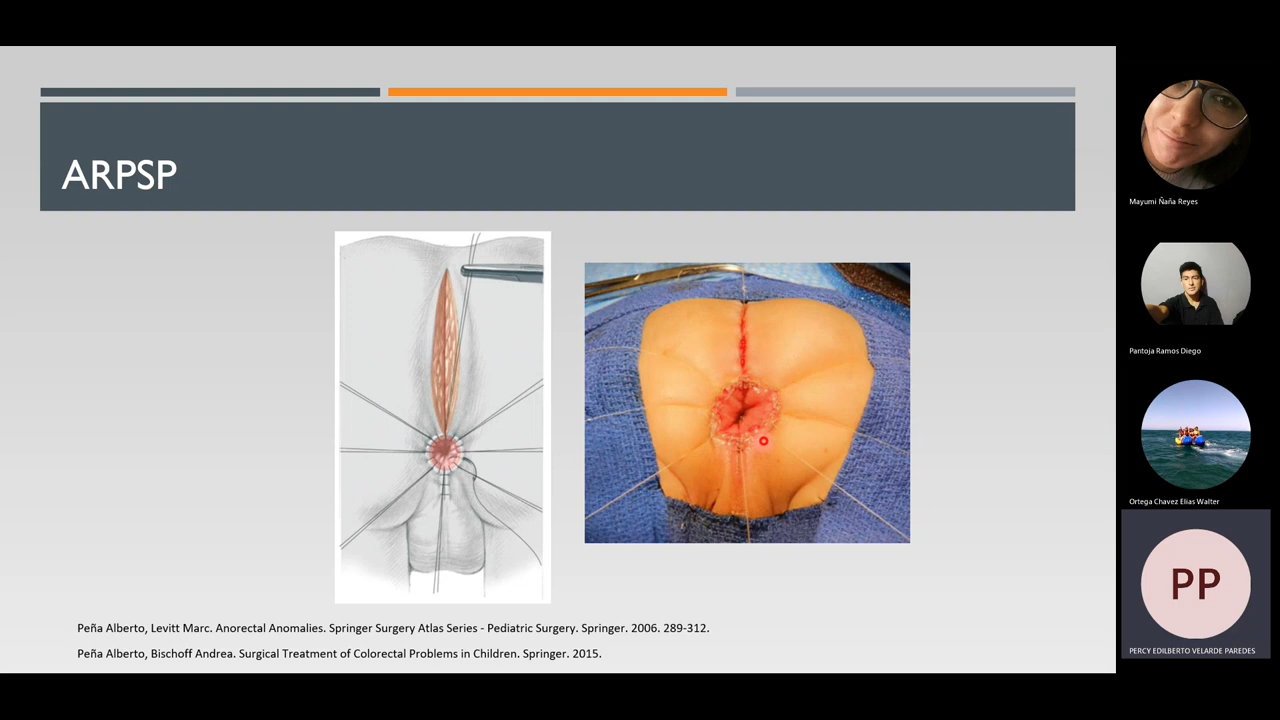 ARPSP
Peña Alberto, Levitt Marc. Anorectal Anomalies. Springer Surgery Atlas Series - Pediatric Surgery. Springer. 2006. 289-312.
Peña Alberto, Bischoff Andrea. Surgical Treatment of Colorectal Problems in Children. Springer. 2015.
Mayumi Ñaña Reyes
Pantoja Ramos Diego
Ortega Chavez Elias Walter
PP
PERCY EDILBERTO VELARDE PAREDES